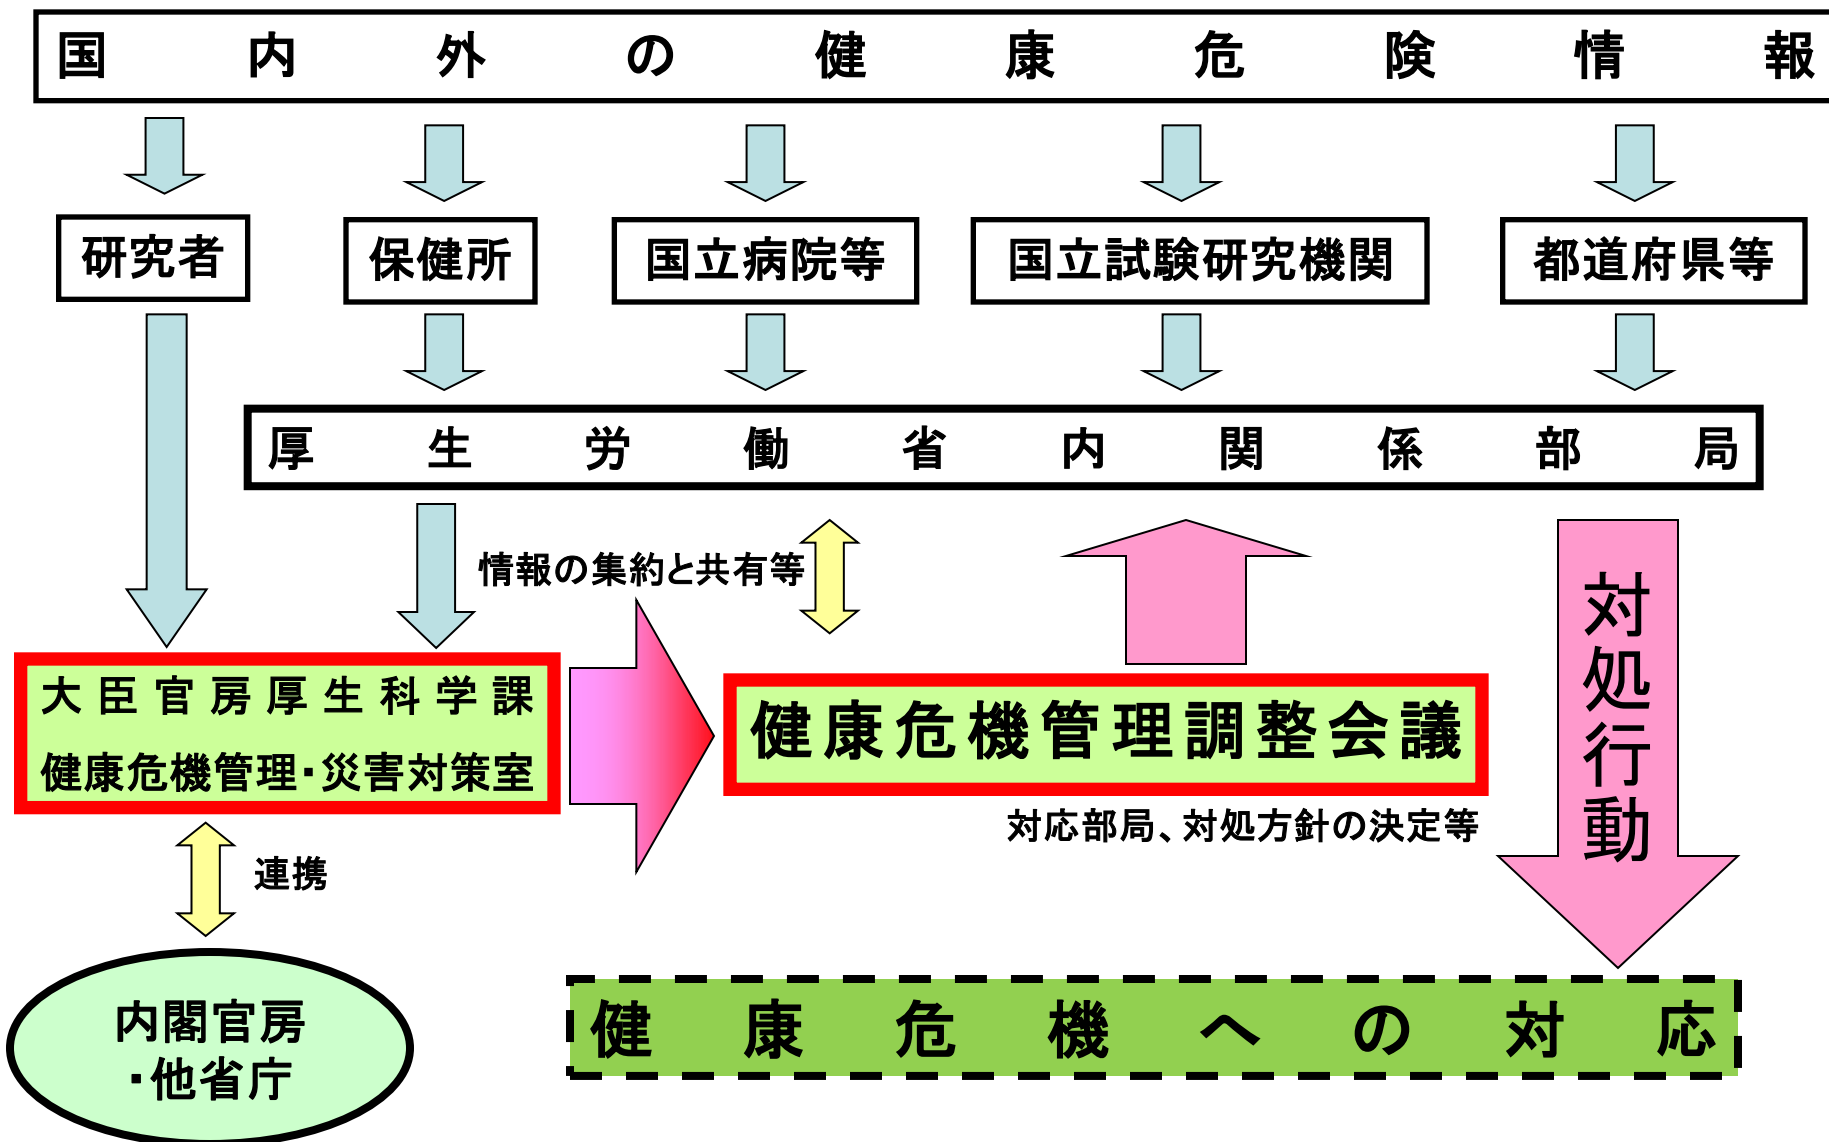 国内外の健康危険情報
研究者
保健所
国立病院等
国立試験研究機関
都道府県等
厚生労働省内関係部局
情報の集約と共有等
対処行動
大臣官房厚生科学課
健康危機管理・災害対策室
健康危機管理調整会議
対応部局、対処方針の決定等
連携
内閣官房
・他省庁
健康危機への対応